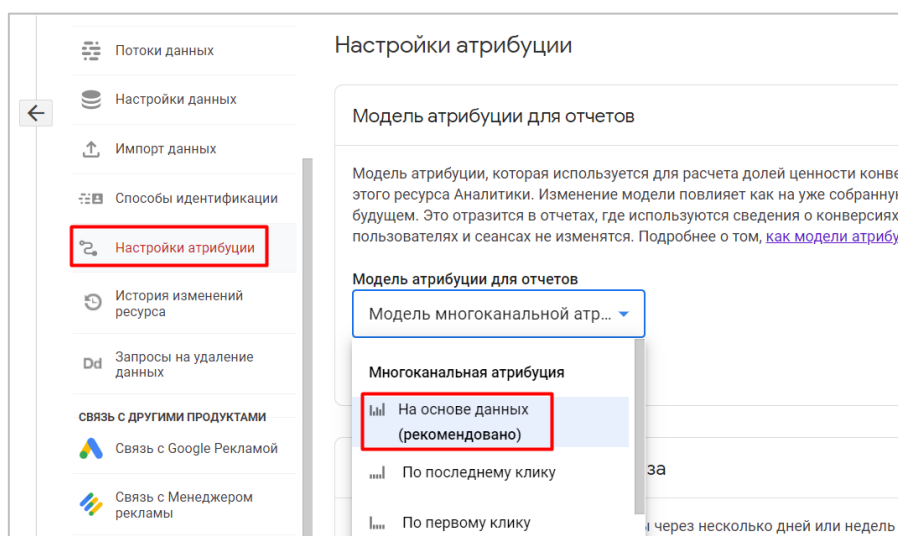 Потоки данных
Настройки данных
Импорт данных
Способы идентификации
Настройки атрибуции
История изменений
ресурса
Dd Запросы на удаление
данных
СВЯЗЬ С ДРУГИМИ ПРОДУКТАМИ
Связь с Google Рекламой
Связь с Менеджером
рекламы
Настройки атрибуции
Модель атрибуции для отчетов
Модель атрибуции, которая используется для расчета долей ценности конве
этого ресурса Аналитики. Изменение модели повлияет как на уже собранну
будущем. Это отразится в отчетах, где используются сведения о конверсиях
пользователях и сеансах не изменятся. Подробнее о том, как модели атрибу
Модель атрибуции для отчетов
Модель многоканальной атр...
Многоканальная атрибуция
На основе данных
(рекомендовано)
По последнему клику
По первому клику
за
через несколько дней или недель